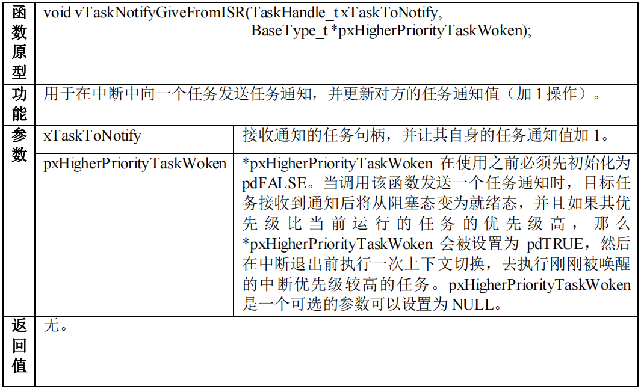 函数原型
void vTaskNotifyGiveFromISR(TaskHandle_t xTaskToNotify,
BaseType_t *pxHigherPriorityTaskWoken);
功能
用于在中断中向一个任务发送任务通知，并更新对方的任务通知值（加 1 操作）。
参数
xTaskToNotify
接收通知的任务句柄，并让其自身的任务通知值加 1。
pxHigherPriorityTaskWoken
*pxHigherPriorityTaskWoken 在使用之前必须先初始化为
pdFALSE。当调用该函数发送一个任务通知时，目标任
务接收到通知后将从阻塞态变为就绪态，并且如果其优
先级比当前运行的任务的优先级高，那么
*pxHigherPriorityTaskWoken 会被设置为 pdTRUE，然后
在中断退出前执行一次上下文切换，去执行刚刚被唤醒
的中断优先级较高的任务。pxHigherPriorityTaskWoken
是一个可选的参数可以设置为 NULL。
返回值
无。